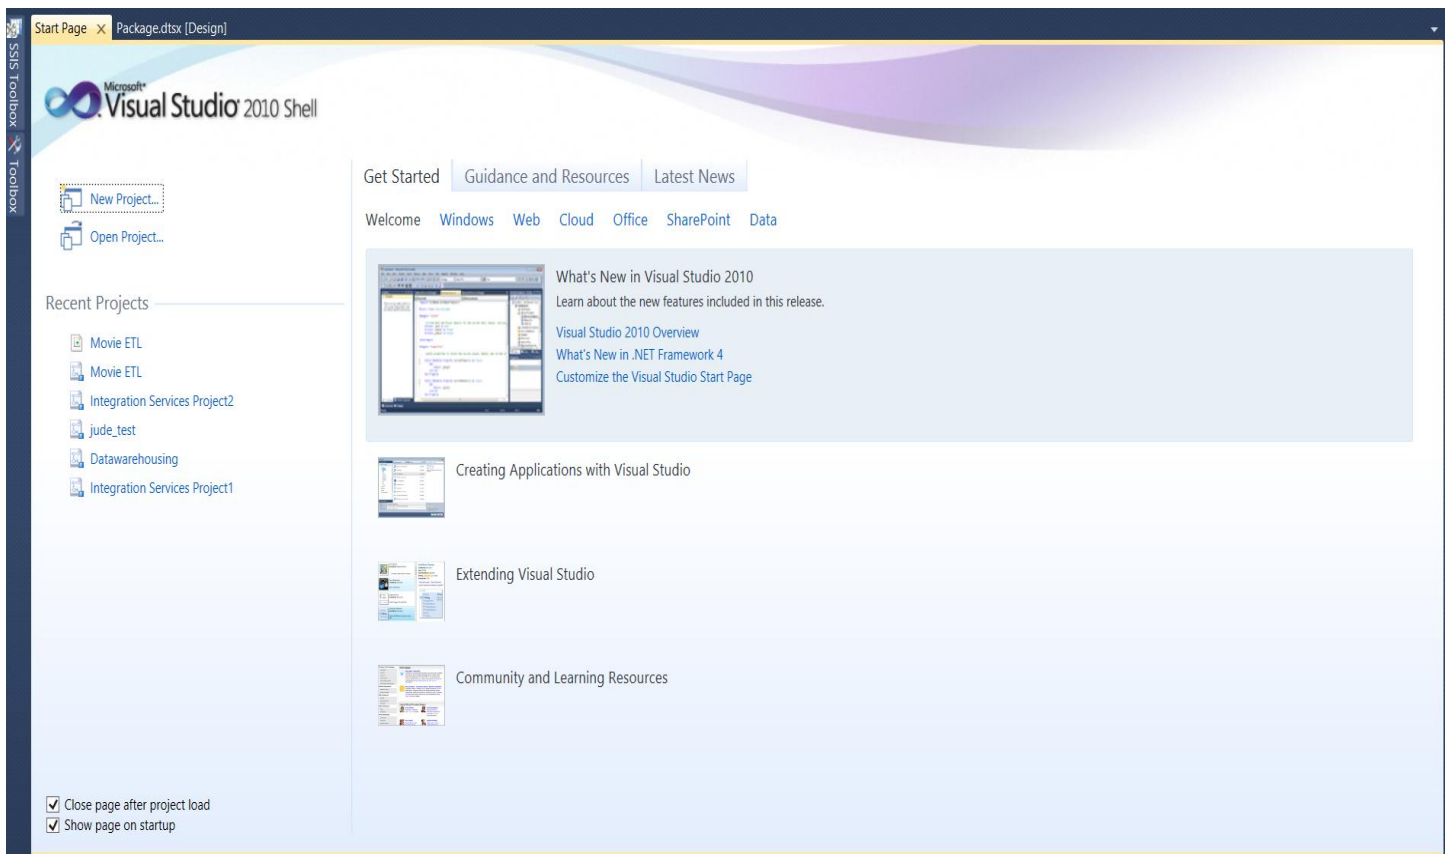 Start Page X Package.dtsx [Design]
SSIS Toolbox
Toolbox
Microsoft®
Visual Studio® 2010 Shell
New Project...
Open Project...
Recent Projects
Movie ETL
Movie ETL
Integration Services Project2
jude_test
Datawarehousing
Integration Services Project1
Close page after project load
Show page on startup
Get Started Guidance and Resources Latest News
Welcome Windows Web Cloud Office SharePoint Data
What's New in Visual Studio 2010
Learn about the new features included in this release.
Visual Studio 2010 Overview
What's New in .NET Framework 4
Customize the Visual Studio Start Page
Creating Applications with Visual Studio
Extending Visual Studio
Community and Learning Resources